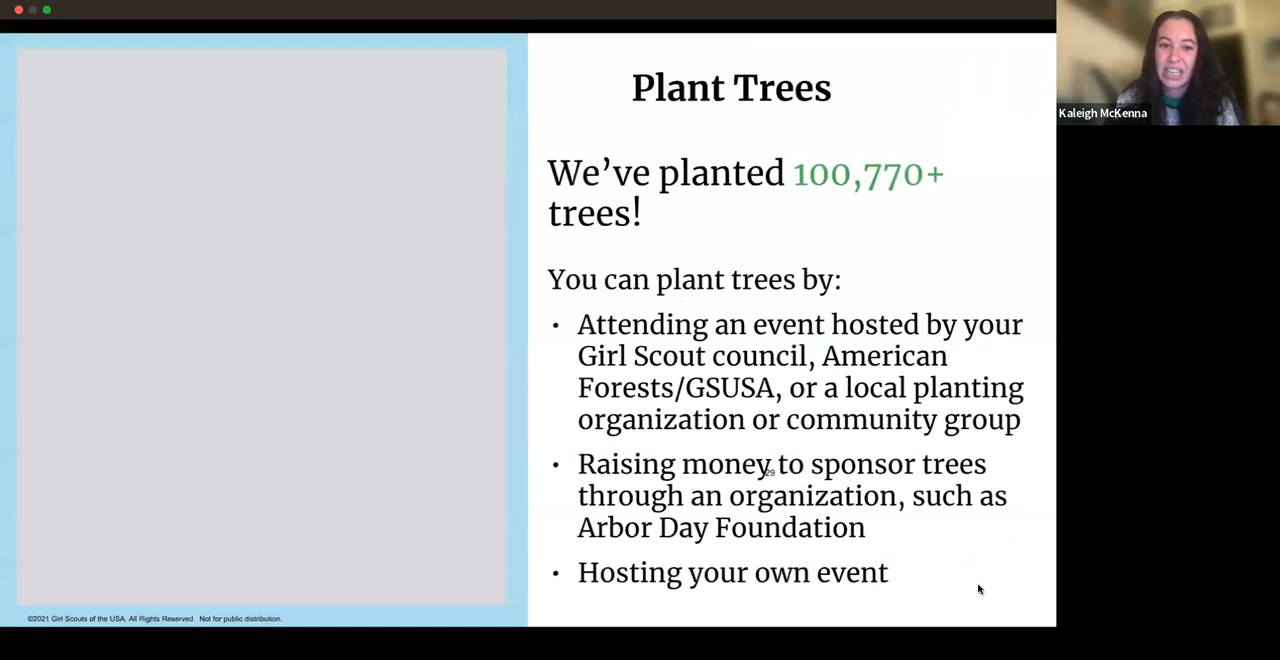 Plant Trees
We’ve planted 100,770+
trees!
You can plant trees by:
• Attending an event hosted by your
Girl Scout council, American
Forests/GSUSA, or a local planting
organization or community group
• Raising money to sponsor trees
through an organization, such as
Arbor Day Foundation
29
• Hosting your own event
©2021 Girl Scouts of the USA. All Rights Reserved. Not for public distribution.
Kaleigh McKenna